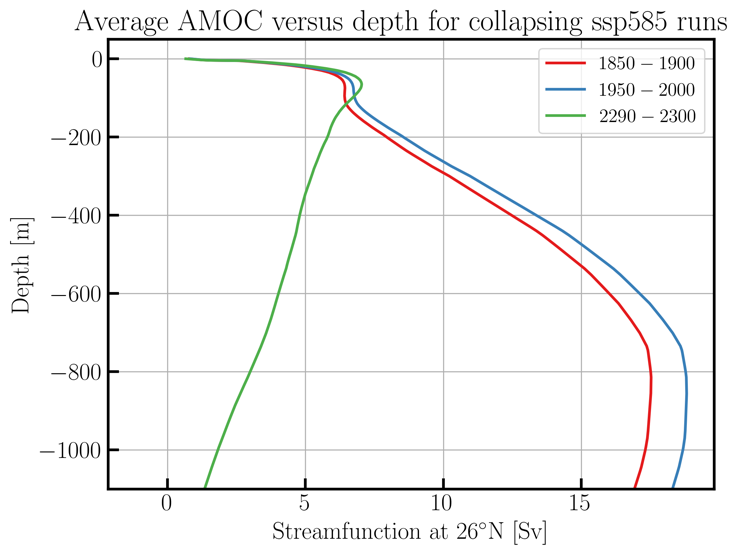 Average AMOC versus depth for collapsing ssp585 runs
1850 − 1900
1950 − 2000
2290 − 2300
0
−200
−400
−600
−800
−1000
Depth [m]
0
5
10
15
Streamfunction at 26°N [Sv]